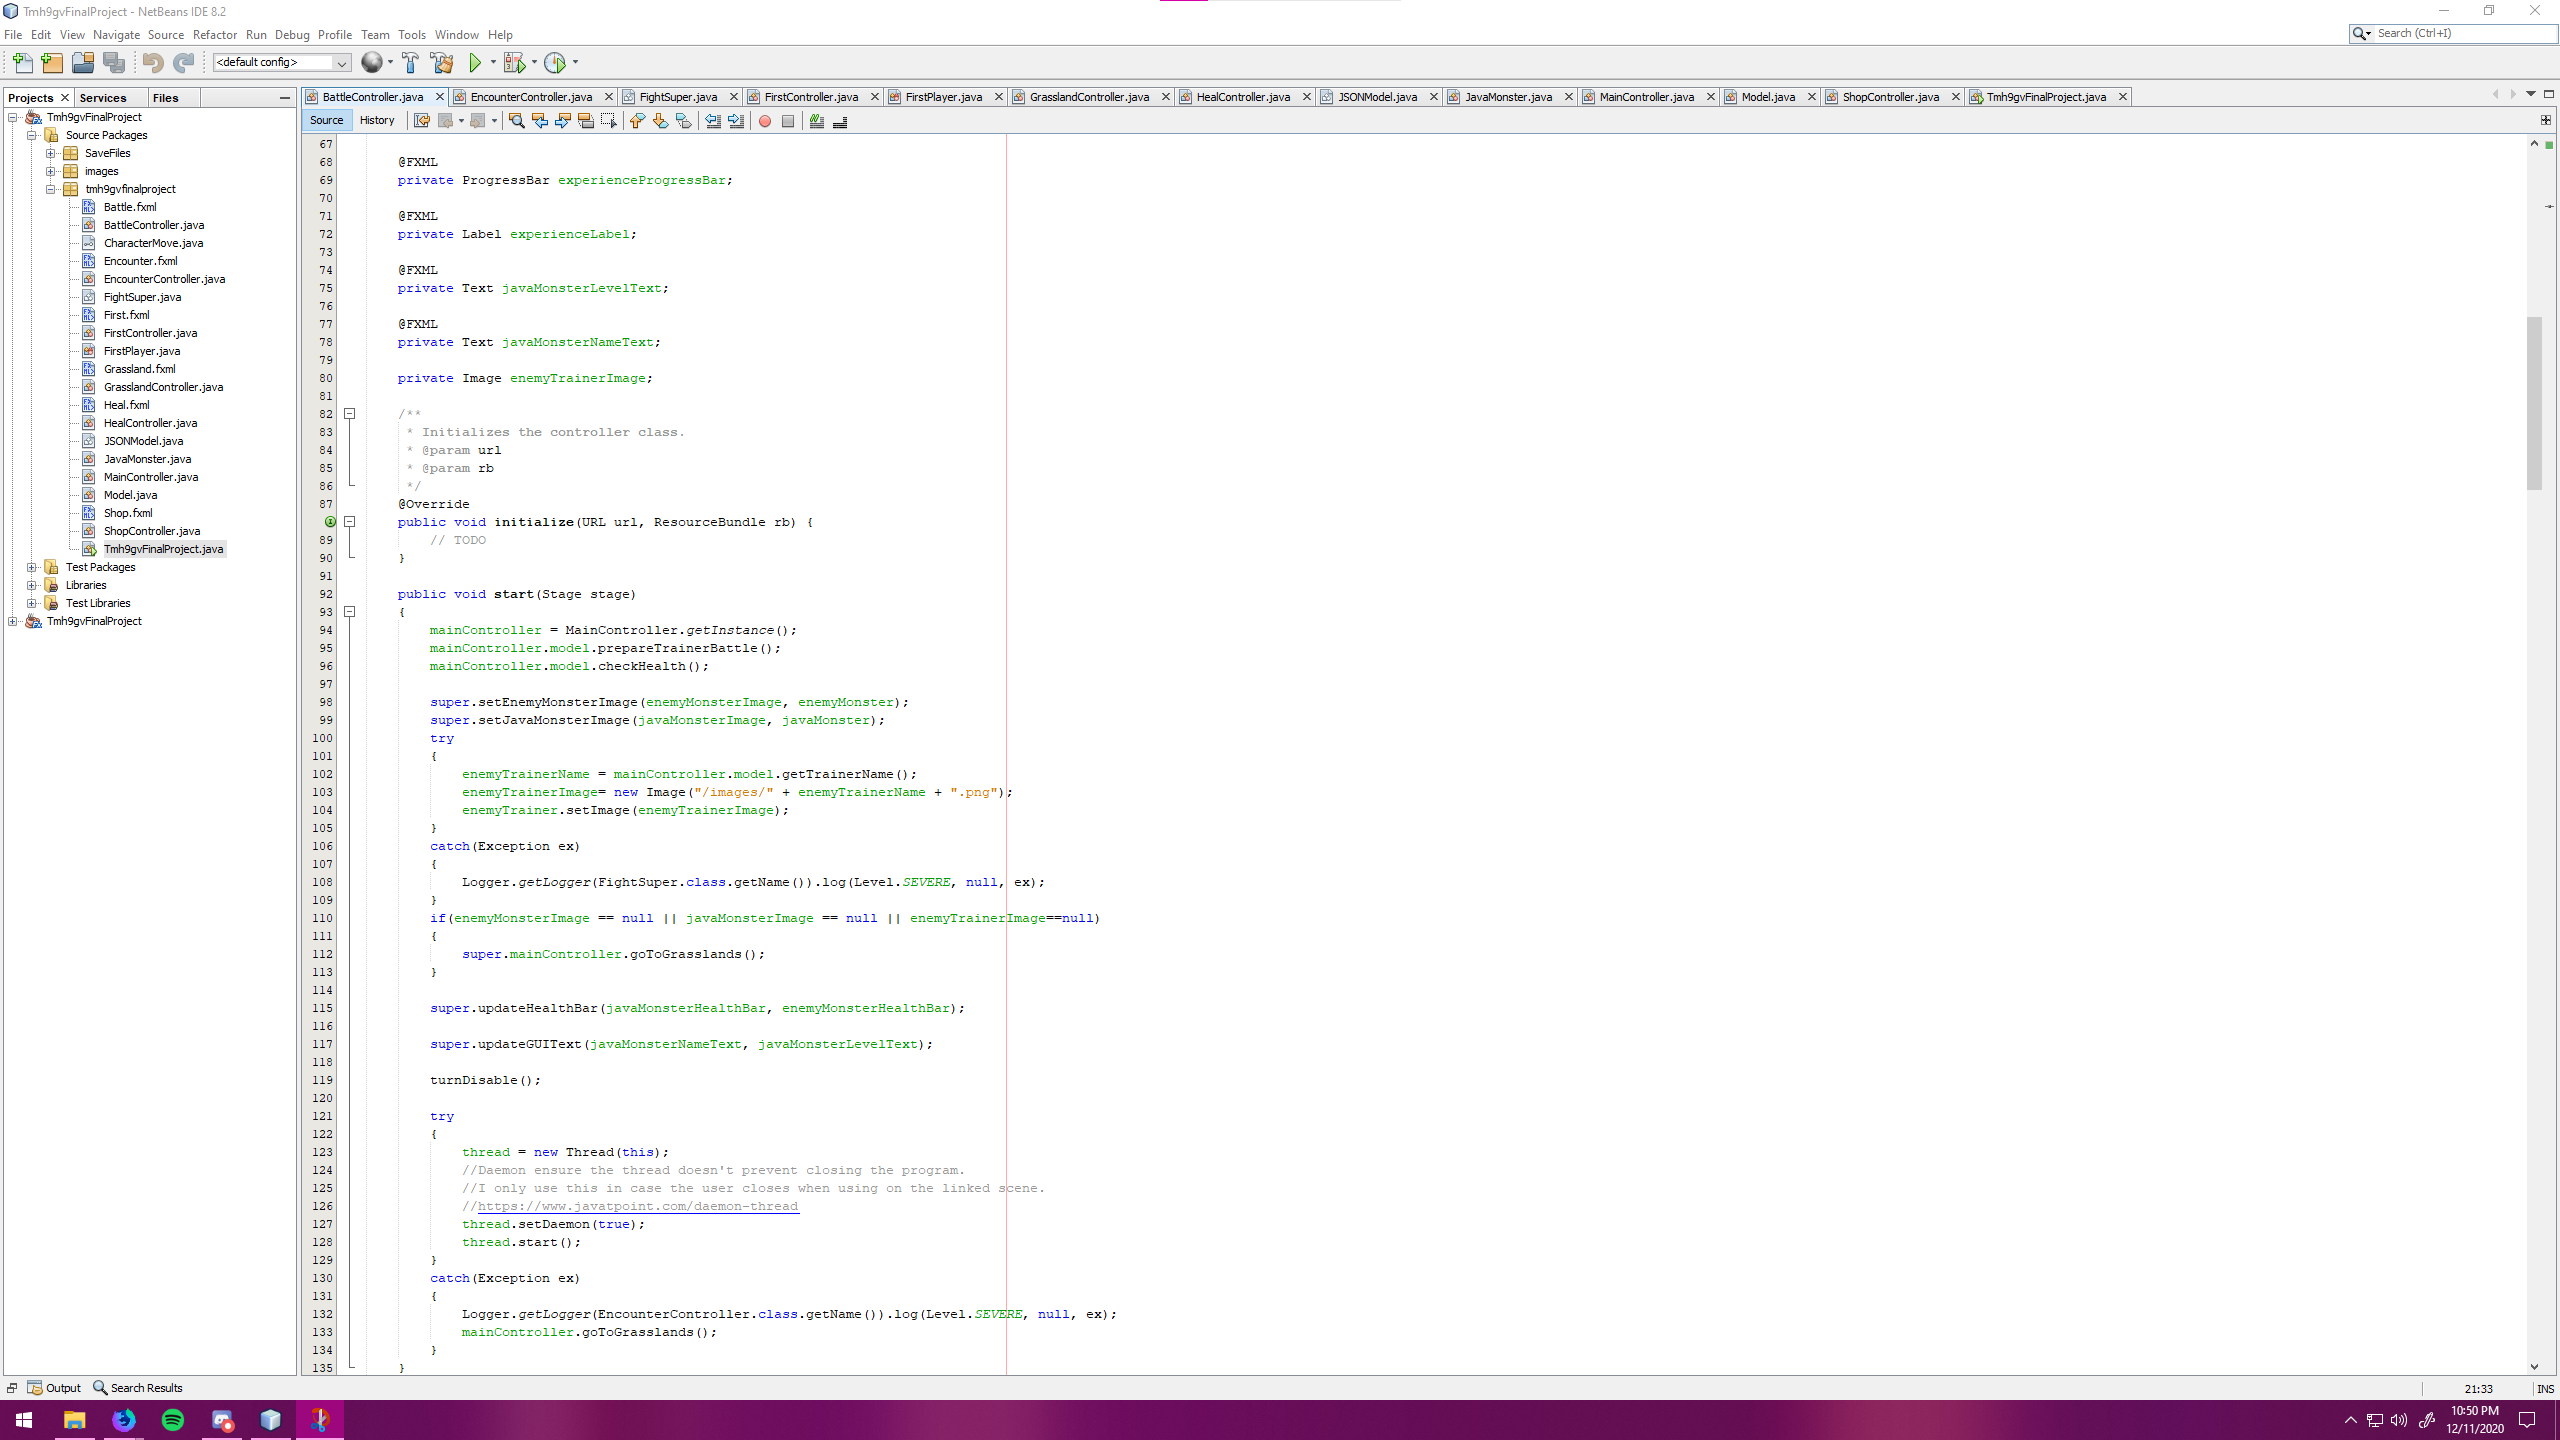 Tmh9gvFinalProject - NetBeans IDE 8.2
File Edit View Navigate Source Refactor Run Debug Profile Team Tools Window Help
Search (Ctrl+I)
<default config>
Projects Services Files
BattleController.java EncounterController.java FightSuper.java FirstController.java FirstPlayer.java GrasslandController.java HealController.java JSONModel.java JavaMonster.java MainController.java Model.java ShopController.java Tmh9gvFinalProject.java
Source History
Tmh9gvFinalProject
Source Packages
SaveFiles
images
tmh9gvfinalproject
Battle.fxml
BattleController.java
CharacterMove.java
Encounter.fxml
EncounterController.java
FightSuper.java
First.fxml
FirstController.java
FirstPlayer.java
Grassland.fxml
GrasslandController.java
Heal.fxml
HealController.java
JSONModel.java
JavaMonster.java
MainController.java
Model.java
Shop.fxml
ShopController.java
Tmh9gvFinalProject.java
Test Packages
Libraries
Test Libraries
Tmh9gvFinalProject
67
68 @FXML
69 private ProgressBar experienceProgressBar;
70
71 @FXML
72 private Label experienceLabel;
73
74 @FXML
75 private Text javaMonsterLevelText;
76
77 @FXML
78 private Text javaMonsterNameText;
79
80 private Image enemyTrainerImage;
81
82 /**
83 * Initializes the controller class.
84 * @param url
85 * @param rb
86 */
87 @Override
public void initialize(URL url, ResourceBundle rb) {
89 // TODO
90 }
91
92 public void start(Stage stage)
93 {
94 mainController = MainController.getInstance();
95 mainController.model.prepareTrainerBattle();
96 mainController.model.checkHealth();
97
98 super.setEnemyMonsterImage(enemyMonsterImage, enemyMonster);
99 super.setJavaMonsterImage(javaMonsterImage, javaMonster);
100 try
101 {
102 enemyTrainerName = mainController.model.getTrainerName();
103 enemyTrainerImage= new Image("/images/" + enemyTrainerName + ".png");
104 enemyTrainer.setImage(enemyTrainerImage);
105 }
106 catch(Exception ex)
107 {
108 Logger.getLogger(FightSuper.class.getName()).log(Level.SEVERE, null, ex);
109 }
110 if(enemyMonsterImage == null || javaMonsterImage == null || enemyTrainerImage==null)
111 {
112 super.mainController.goToGrasslands();
113 }
114
115 super.updateHealthBar(javaMonsterHealthBar, enemyMonsterHealthBar);
116
117 super.updateGUIText(javaMonsterNameText, javaMonsterLevelText);
118
119 turnDisable();
120
121 try
122 {
123 thread = new Thread(this);
124 //Daemon ensure the thread doesn't prevent closing the program.
125 //I only use this in case the user closes when using on the linked scene.
126 //https://www.javatpoint.com/daemon-thread
127 thread.setDaemon(true);
128 thread.start();
129 }
130 catch(Exception ex)
131 {
132 Logger.getLogger(EncounterController.class.getName()).log(Level.SEVERE, null, ex);
133 mainController.goToGrasslands();
134 }
135 }
Output Search Results
21:33 INS
10:50 PM
12/11/2020